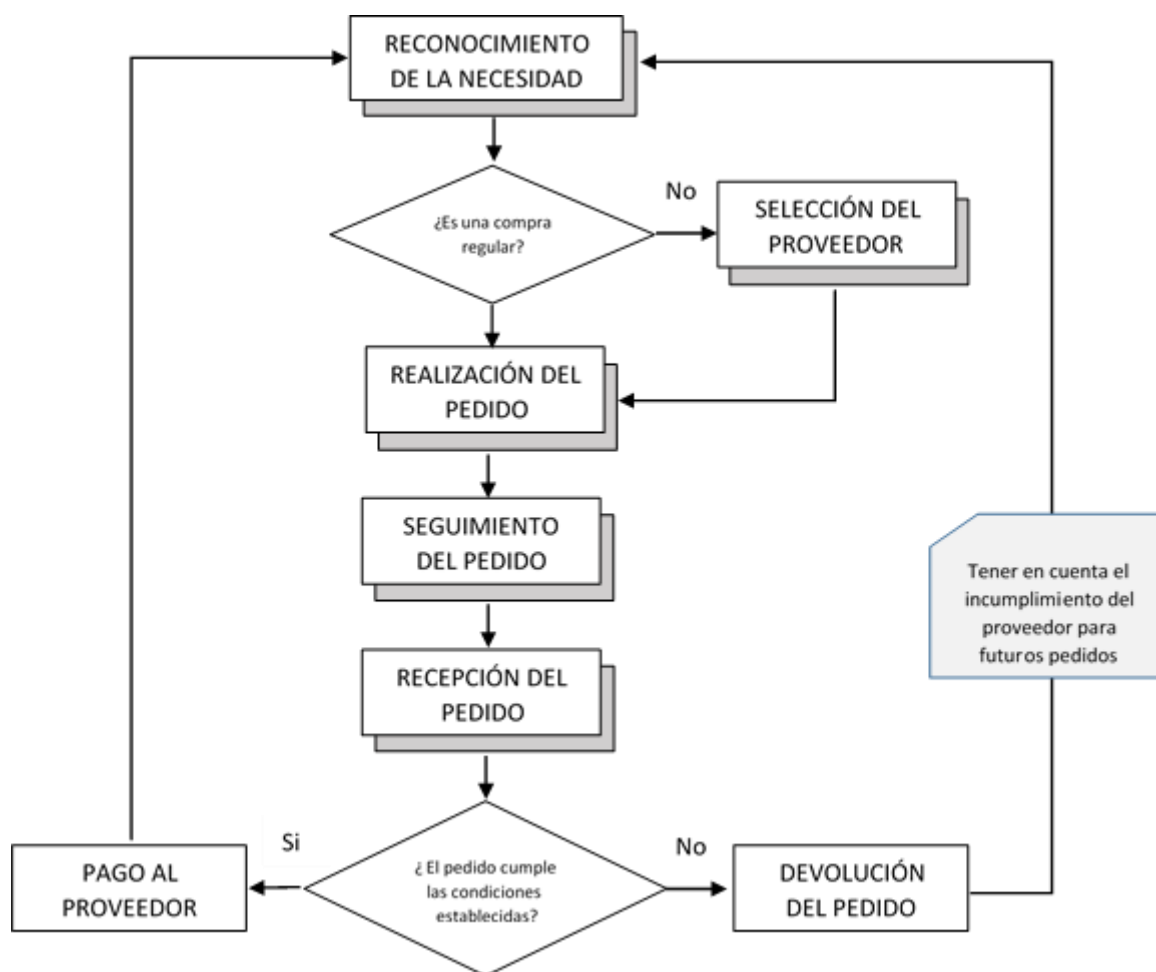 RECONOCIMIENTO
DE LA NECESIDAD
¿Es una compra
regular?
No
SELECCIÓN DEL
PROVEEDOR
REALIZACIÓN DEL
PEDIDO
SEGUIMIENTO
DEL PEDIDO
Tener en cuenta el
incumplimiento del
proveedor para
futuros pedidos
RECEPCIÓN DEL
PEDIDO
Si
¿ El pedido cumple
las condiciones
establecidas?
No
PAGO AL
PROVEEDOR
DEVOLUCIÓN
DEL PEDIDO